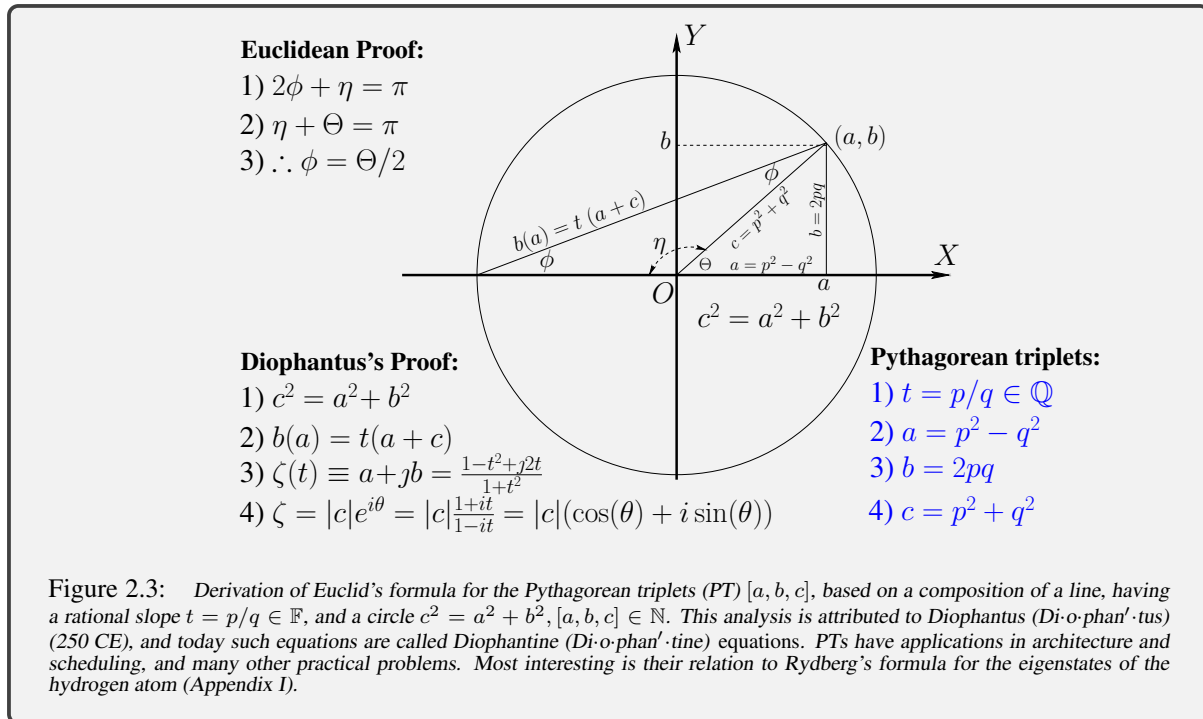 Euclidean Proof:
1) 2ϕ + η = π
2) η + Θ = π
3) ∴ ϕ = Θ/2
Y
b
(a, b)
ϕ
b(a) = t (a + c)
c = p² + q²
b = 2pq
η
ϕ
Θ
a = p² − q²
X
O
a
c² = a² + b²
Diophantus's Proof:
1) c² = a² + b²
2) b(a) = t(a + c)
3) ζ(t) ≡ a + ȷb = (1−t²+ȷ2t)/(1+t²)
4) ζ = |c|e^{iθ} = |c|(1+it)/(1−it) = |c|(cos(θ) + i sin(θ))
Pythagorean triplets:
1) t = p/q ∈ ℚ
2) a = p² − q²
3) b = 2pq
4) c = p² + q²
Figure 2.3: Derivation of Euclid's formula for the Pythagorean triplets (PT) [a, b, c], based on a composition of a line, having
a rational slope t = p/q ∈ 𝔽, and a circle c² = a² + b², [a, b, c] ∈ ℕ. This analysis is attributed to Diophantus (Di·o·phan′·tus)
(250 CE), and today such equations are called Diophantine (Di·o·phan′·tine) equations. PTs have applications in architecture and
scheduling, and many other practical problems. Most interesting is their relation to Rydberg's formula for the eigenstates of the
hydrogen atom (Appendix I).